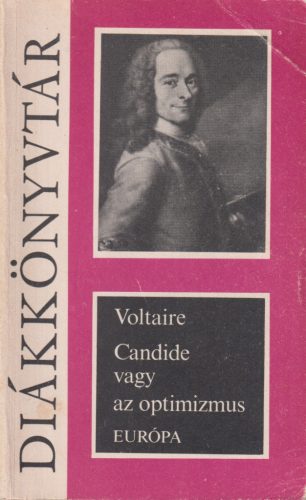 DIÁKKÖNYVTÁR
Voltaire
Candide
vagy
az optimizmus
EURÓPA